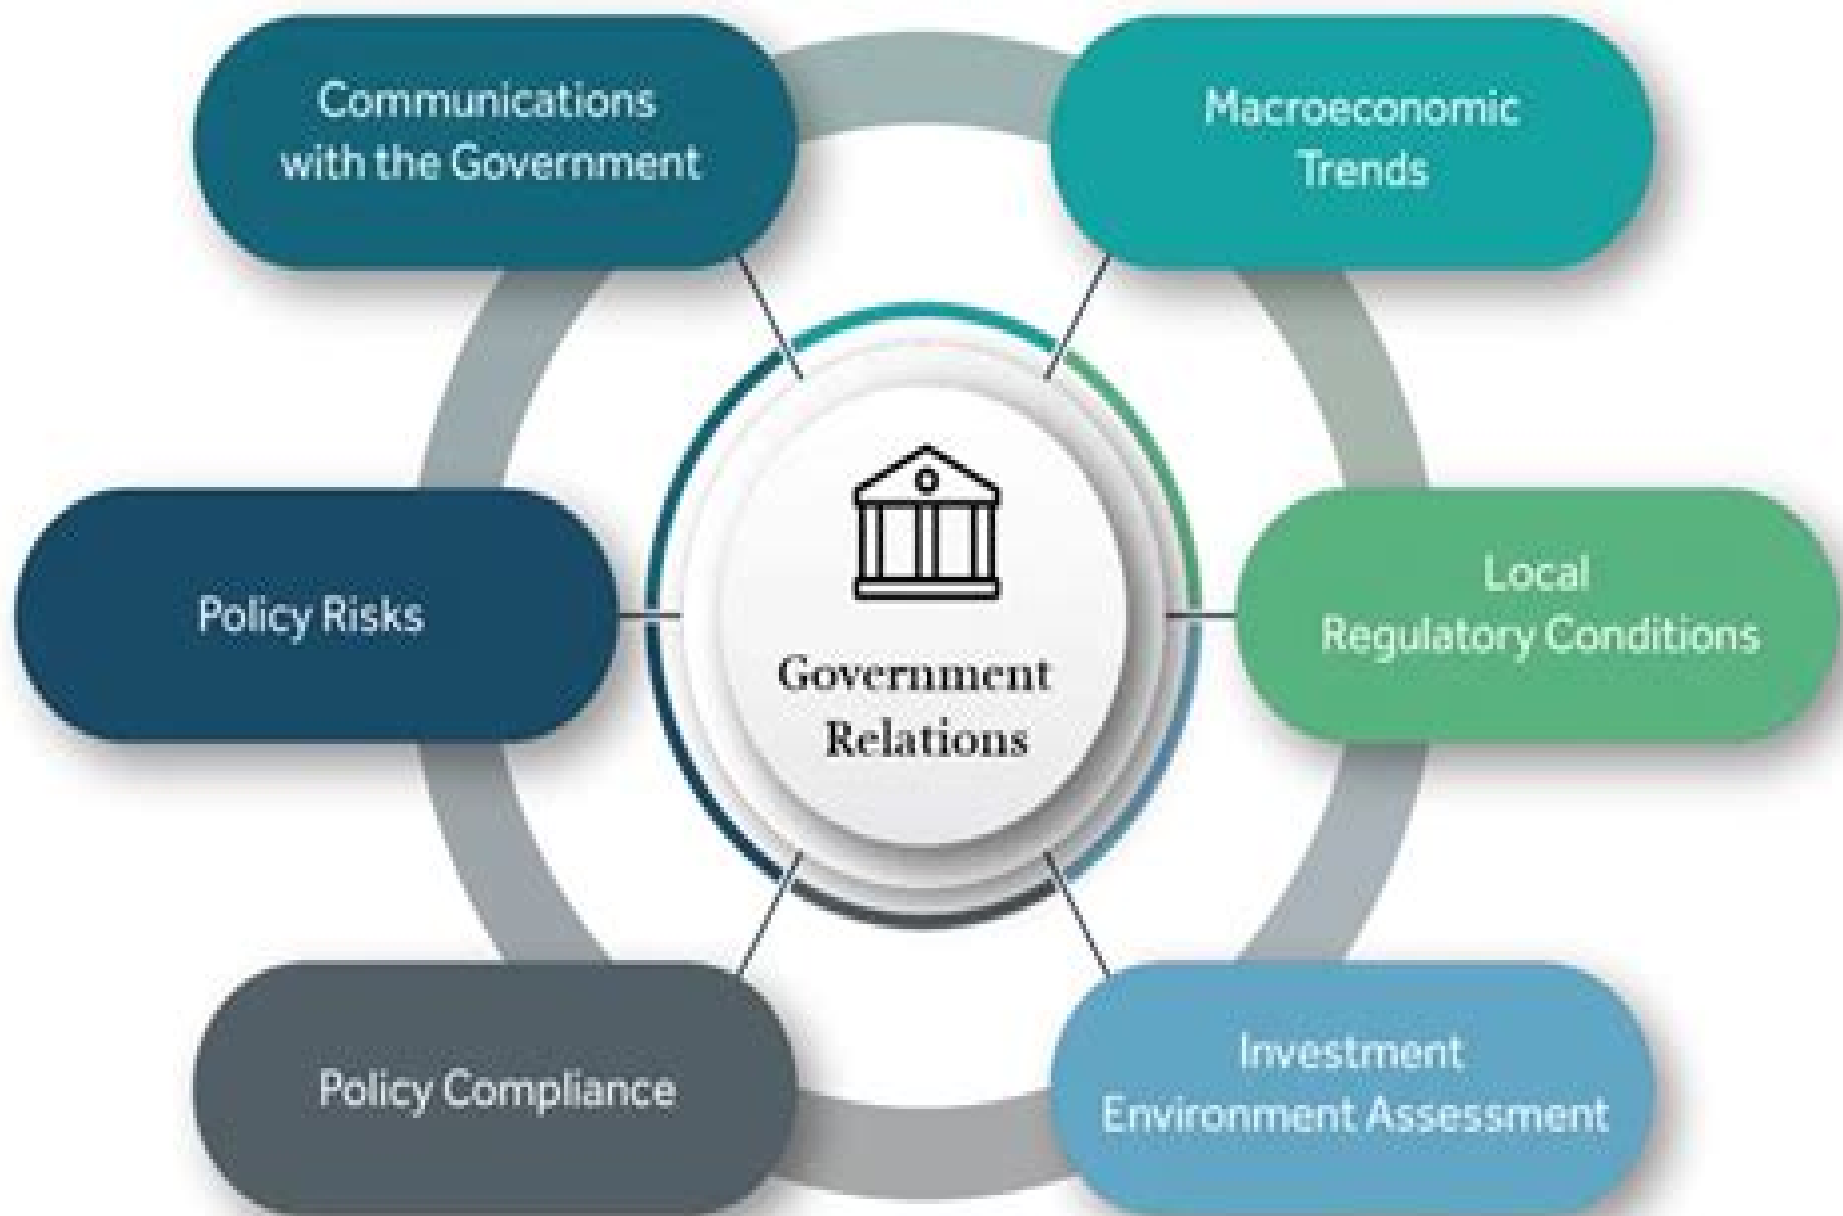 Communications
with the Government
Macroeconomic
Trends
Policy Risks
Government
Relations
Local
Regulatory Conditions
Policy Compliance
Investment
Environment Assessment